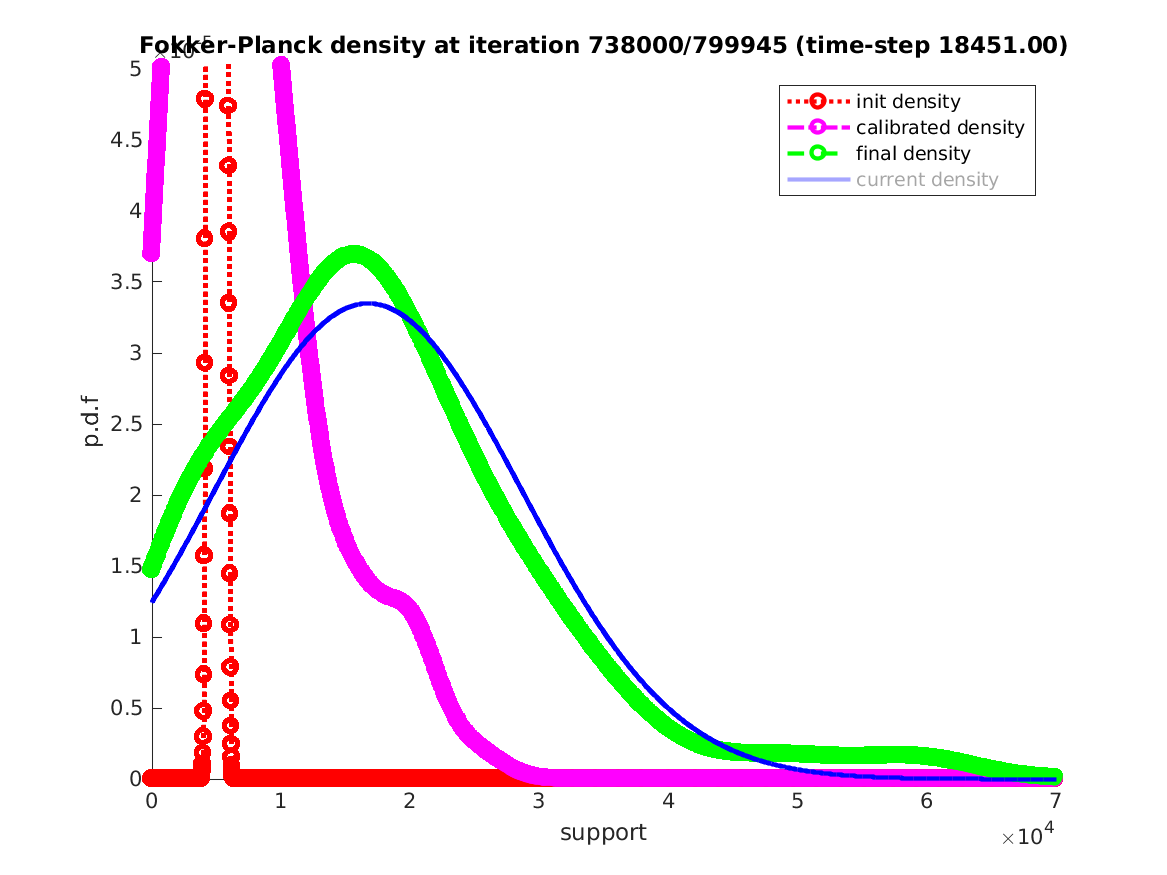 Fokker-Planck density at iteration 738000/799945 (time-step 18451.00)
×10⁻⁵
init density
calibrated density
final density
current density
5
4.5
4
3.5
3
2.5
2
1.5
1
0.5
0
p.d.f
0 1 2 3 4 5 6 7
support
×10⁴